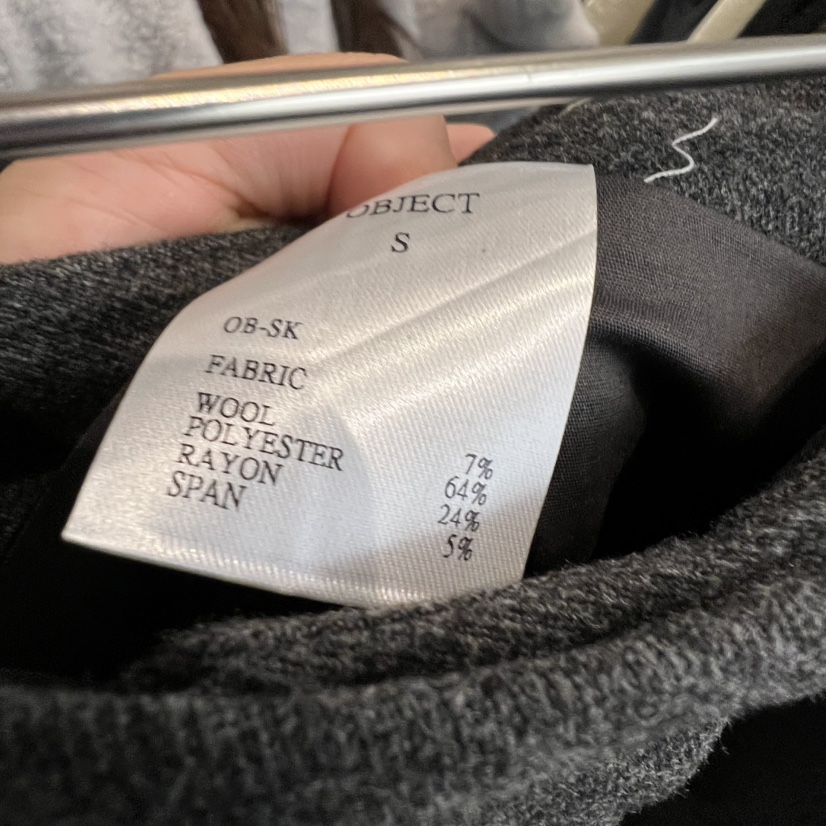 OBJECT
S
OB-SK
FABRIC
WOOL 7%
POLYESTER 64%
RAYON 24%
SPAN 5%